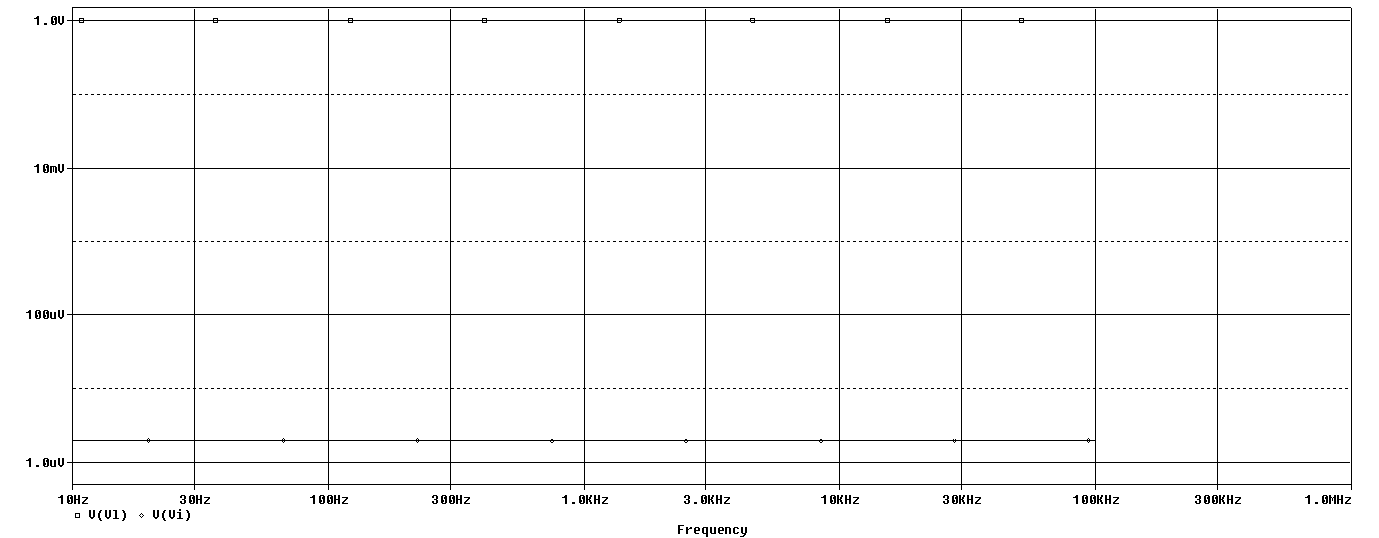 1.0V
10mV
100uV
1.0uV
10Hz 30Hz 100Hz 300Hz 1.0KHz 3.0KHz 10KHz 30KHz 100KHz 300KHz 1.0MHz
V(Vl) V(Vi)
Frequency